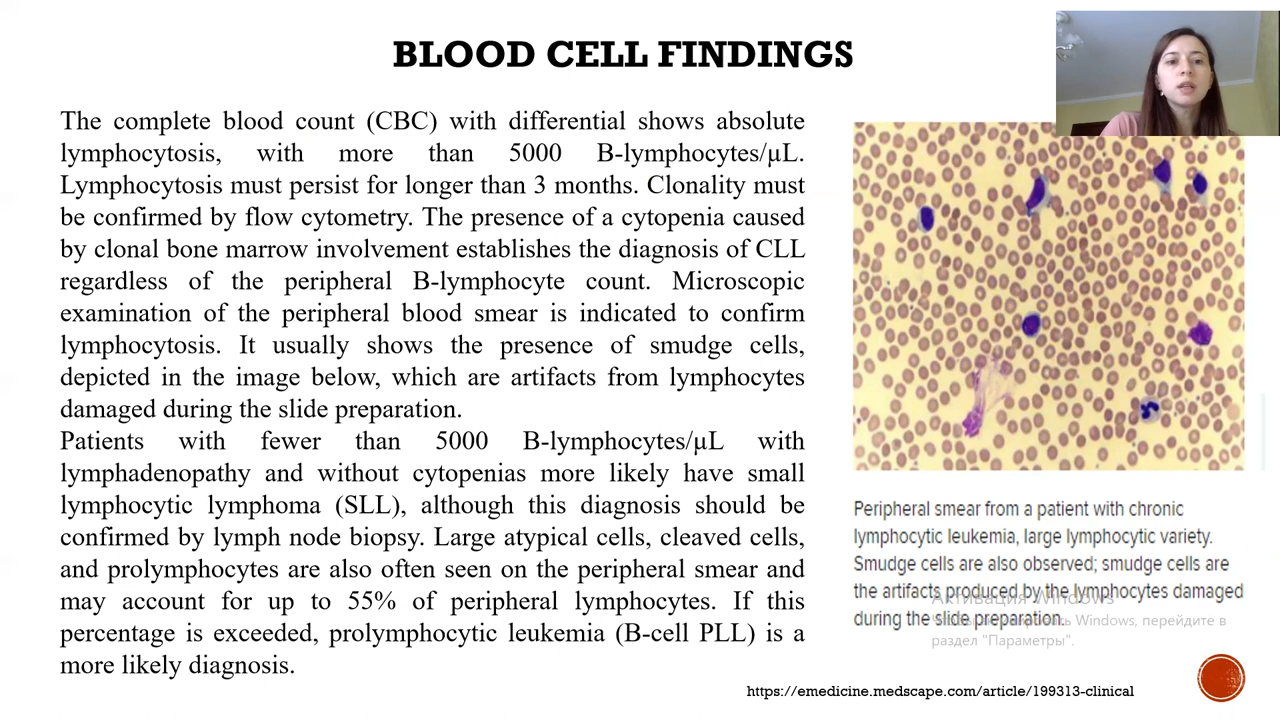 BLOOD CELL FINDINGS
The complete blood count (CBC) with differential shows absolute
lymphocytosis, with more than 5000 B-lymphocytes/µL.
Lymphocytosis must persist for longer than 3 months. Clonality must
be confirmed by flow cytometry. The presence of a cytopenia caused
by clonal bone marrow involvement establishes the diagnosis of CLL
regardless of the peripheral B-lymphocyte count. Microscopic
examination of the peripheral blood smear is indicated to confirm
lymphocytosis. It usually shows the presence of smudge cells,
depicted in the image below, which are artifacts from lymphocytes
damaged during the slide preparation.
Patients with fewer than 5000 B-lymphocytes/µL with
lymphadenopathy and without cytopenias more likely have small
lymphocytic lymphoma (SLL), although this diagnosis should be
confirmed by lymph node biopsy. Large atypical cells, cleaved cells,
and prolymphocytes are also often seen on the peripheral smear and
may account for up to 55% of peripheral lymphocytes. If this
percentage is exceeded, prolymphocytic leukemia (B-cell PLL) is a
more likely diagnosis.
Peripheral smear from a patient with chronic
lymphocytic leukemia, large lymphocytic variety.
Smudge cells are also observed; smudge cells are
the artifacts produced by the lymphocytes damaged
during the slide preparation.
Активация Windows
Windows, перейдите в
раздел "Параметры".
https://emedicine.medscape.com/article/199313-clinical